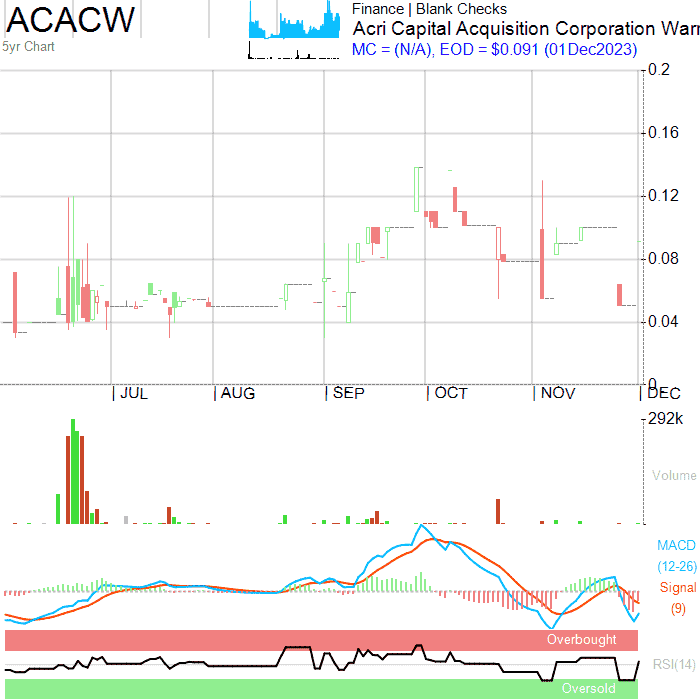 ACACW
5yr Chart
Finance | Blank Checks
Acri Capital Acquisition Corporation Warr
MC = (N/A), EOD = $0.091 (01Dec2023)
0.2
0.16
0.12
0.08
0.04
0
JUL AUG SEP OCT NOV DEC
292k
Volume
MACD
(12-26)
Signal
(9)
Overbought
RSI(14)
Oversold